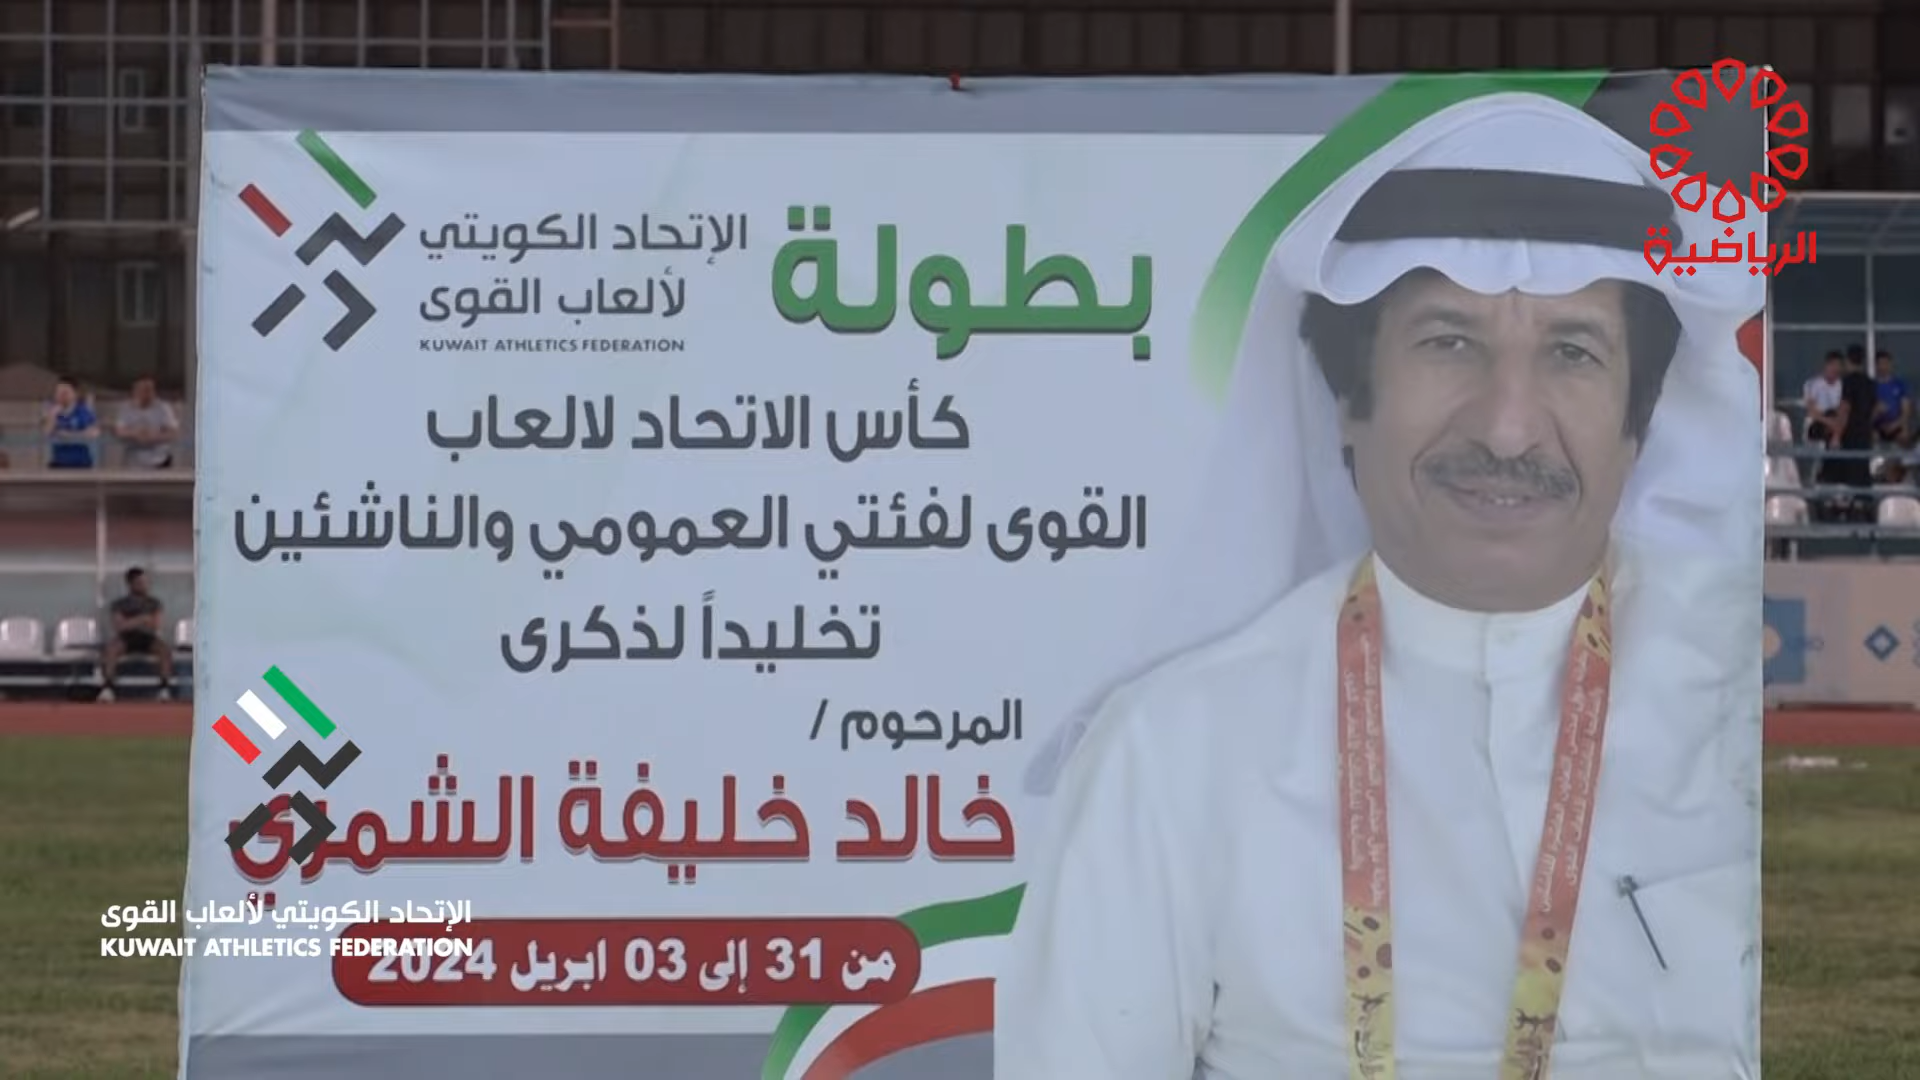 الرياضية
الإتحاد الكويتي
لألعاب القوى
KUWAIT ATHLETICS FEDERATION
بطولة
كأس الاتحاد لالعاب
القوى لفئتي العمومي والناشئين
تخليداً لذكرى
المرحوم /
خالد خليفة الشمري
من 31 إلى 03 ابريل 2024
الإتحاد الكويتي لألعاب القوى
KUWAIT ATHLETICS FEDERATION